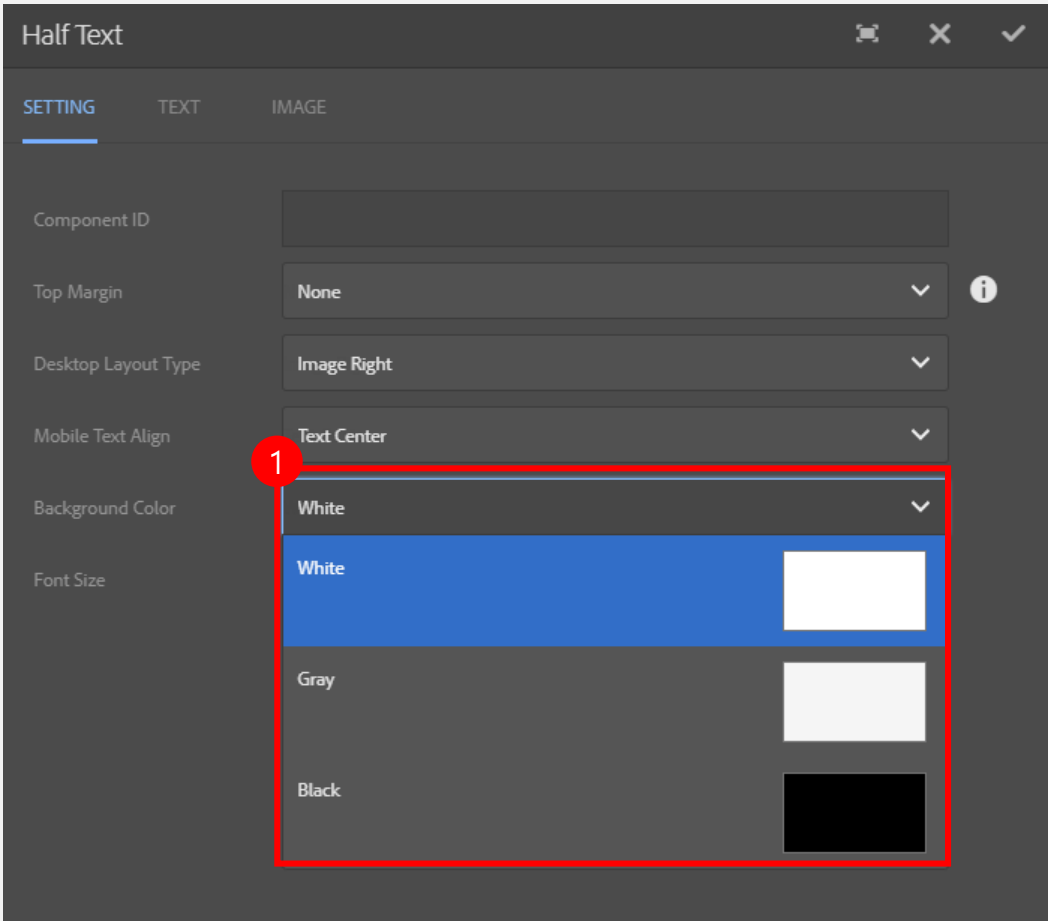 Half Text
SETTING TEXT IMAGE
Component ID
Top Margin None
Desktop Layout Type Image Right
Mobile Text Align Text Center
1
Background Color White
White
Font Size
Gray
Black